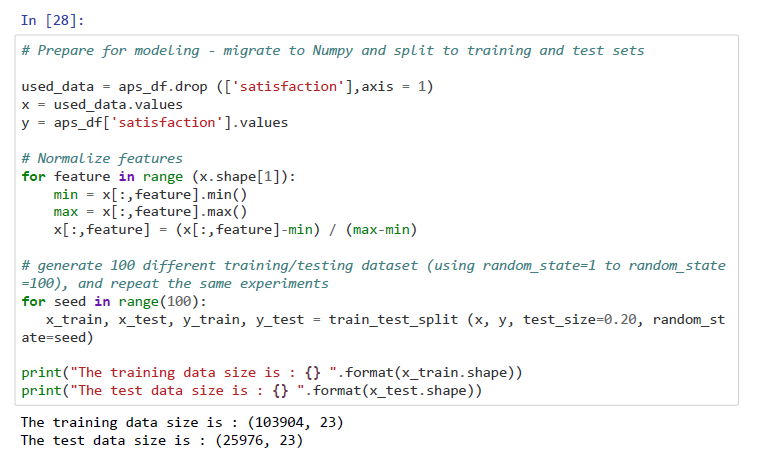 In [28]:
# Prepare for modeling - migrate to Numpy and split to training and test sets
used_data = aps_df.drop (['satisfaction'],axis = 1)
x = used_data.values
y = aps_df['satisfaction'].values
# Normalize features
for feature in range (x.shape[1]):
    min = x[:,feature].min()
    max = x[:,feature].max()
    x[:,feature] = (x[:,feature]-min) / (max-min)
# generate 100 different training/testing dataset (using random_state=1 to random_state
=100), and repeat the same experiments
for seed in range(100):
   x_train, x_test, y_train, y_test = train_test_split (x, y, test_size=0.20, random_st
ate=seed)
print("The training data size is : {} ".format(x_train.shape))
print("The test data size is : {} ".format(x_test.shape))
The training data size is : (103904, 23)
The test data size is : (25976, 23)